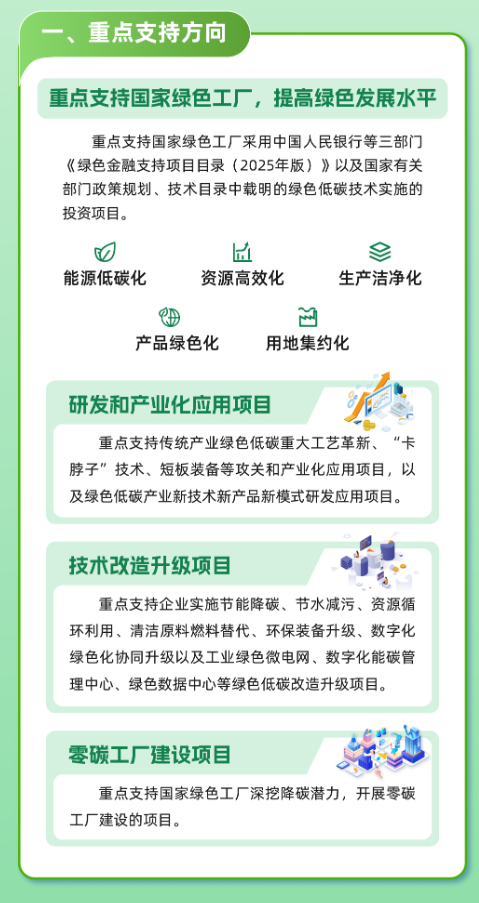 一、重点支持方向
重点支持国家绿色工厂，提高绿色发展水平
重点支持国家绿色工厂采用中国人民银行等三部门
《绿色金融支持项目目录（2025年版）》以及国家有关
部门政策规划、技术目录中载明的绿色低碳技术实施的
投资项目。
能源低碳化 资源高效化 生产洁净化
产品绿色化 用地集约化
研发和产业化应用项目
重点支持传统产业绿色低碳重大工艺革新、“卡
脖子”技术、短板装备等攻关和产业化应用项目，以
及绿色低碳产业新技术新产品新模式研发应用项目。
技术改造升级项目
重点支持企业实施节能降碳、节水减污、资源循
环利用、清洁原料燃料替代、环保装备升级、数字化
绿色化协同升级以及工业绿色微电网、数字化能碳管
理中心、绿色数据中心等绿色低碳改造升级项目。
零碳工厂建设项目
重点支持国家绿色工厂深挖降碳潜力，开展零碳
工厂建设的项目。